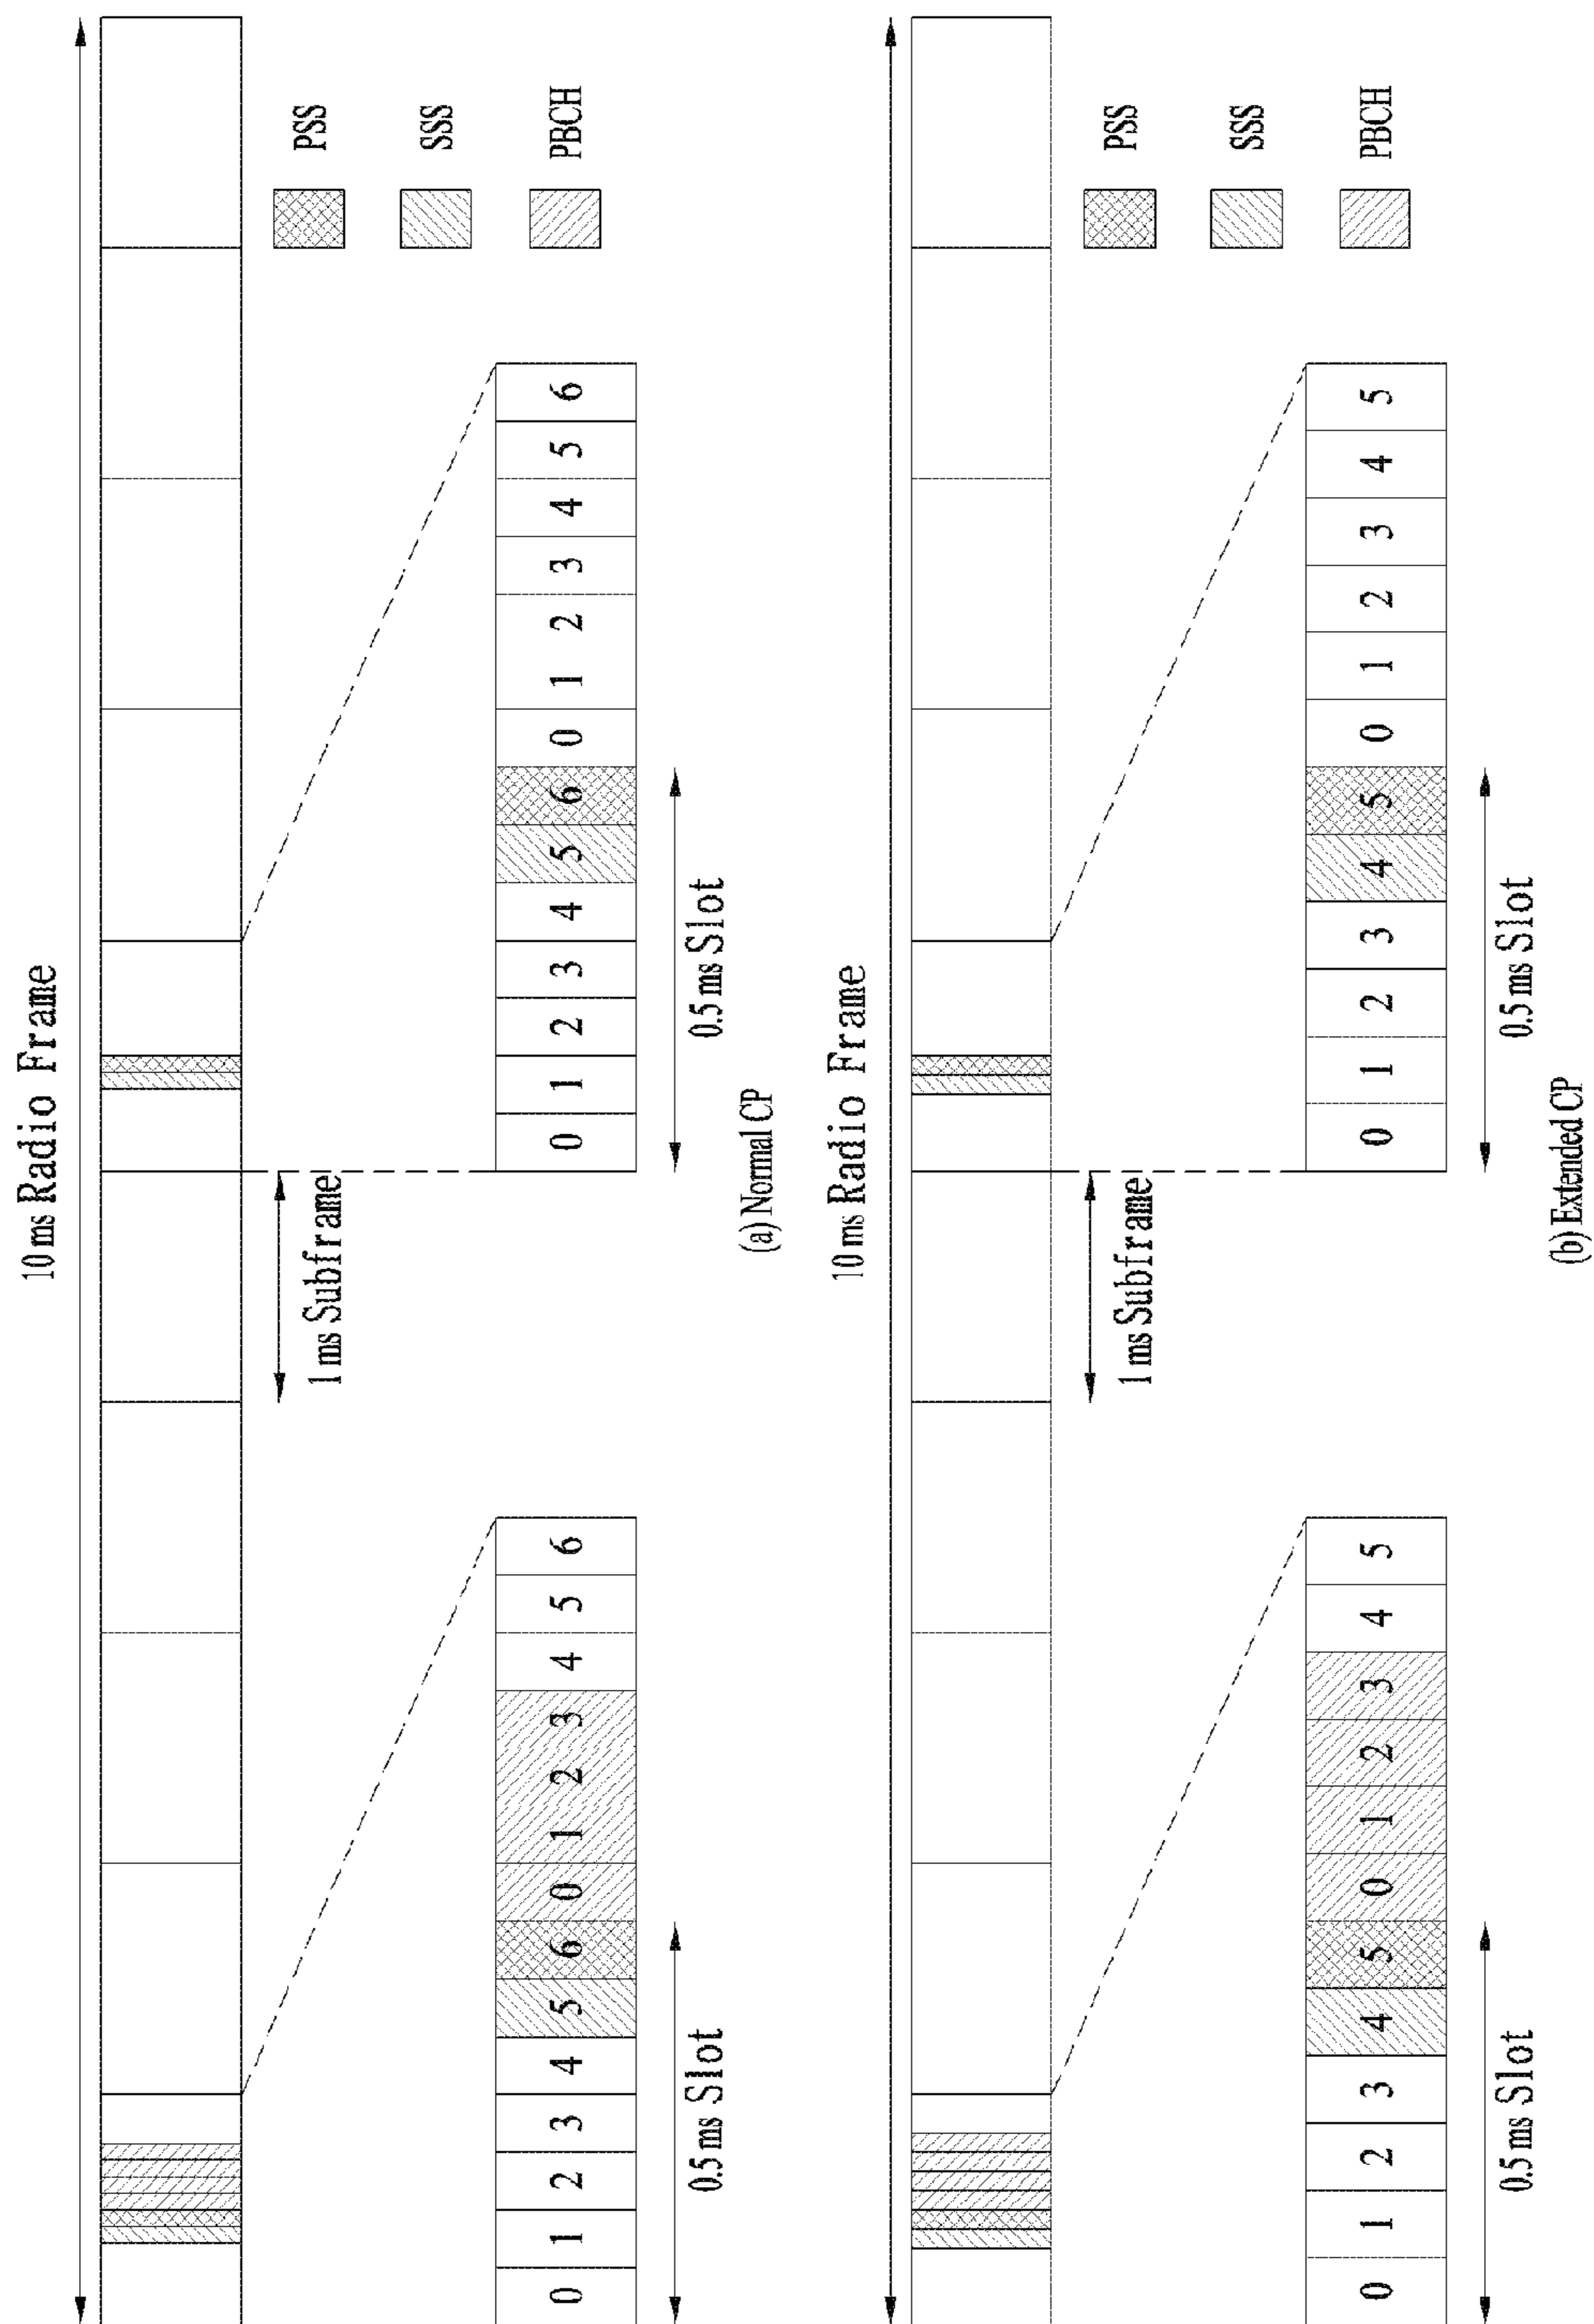 10 ms Radio Frame
1 ms Subframe
PSS
SSS
PBCH
0 1 2 3 4 5 6 0 1 2 3 4 5 6
0 1 2 3 4 5 6 0 1 2 3 4 5 6
0.5 ms Slot
0.5 ms Slot
(a) Normal CP
10 ms Radio Frame
1 ms Subframe
PSS
SSS
PBCH
0 1 2 3 4 5 0 1 2 3 4 5
0 1 2 3 4 5 0 1 2 3 4 5
0.5 ms Slot
0.5 ms Slot
(b) Extended CP